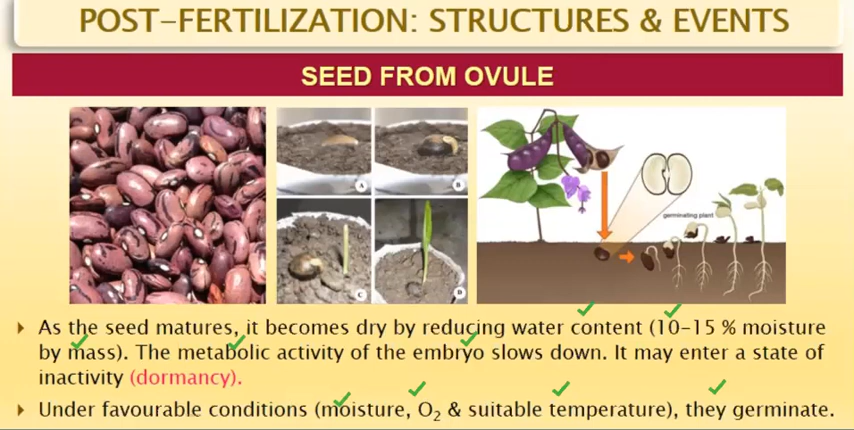 POST-FERTILIZATION: STRUCTURES & EVENTS
SEED FROM OVULE
A
B
C
D
germinating plant
As the seed matures, it becomes dry by reducing water content (10-15 % moisture
by mass). The metabolic activity of the embryo slows down. It may enter a state of
inactivity (dormancy).
Under favourable conditions (moisture, O₂ & suitable temperature), they germinate.